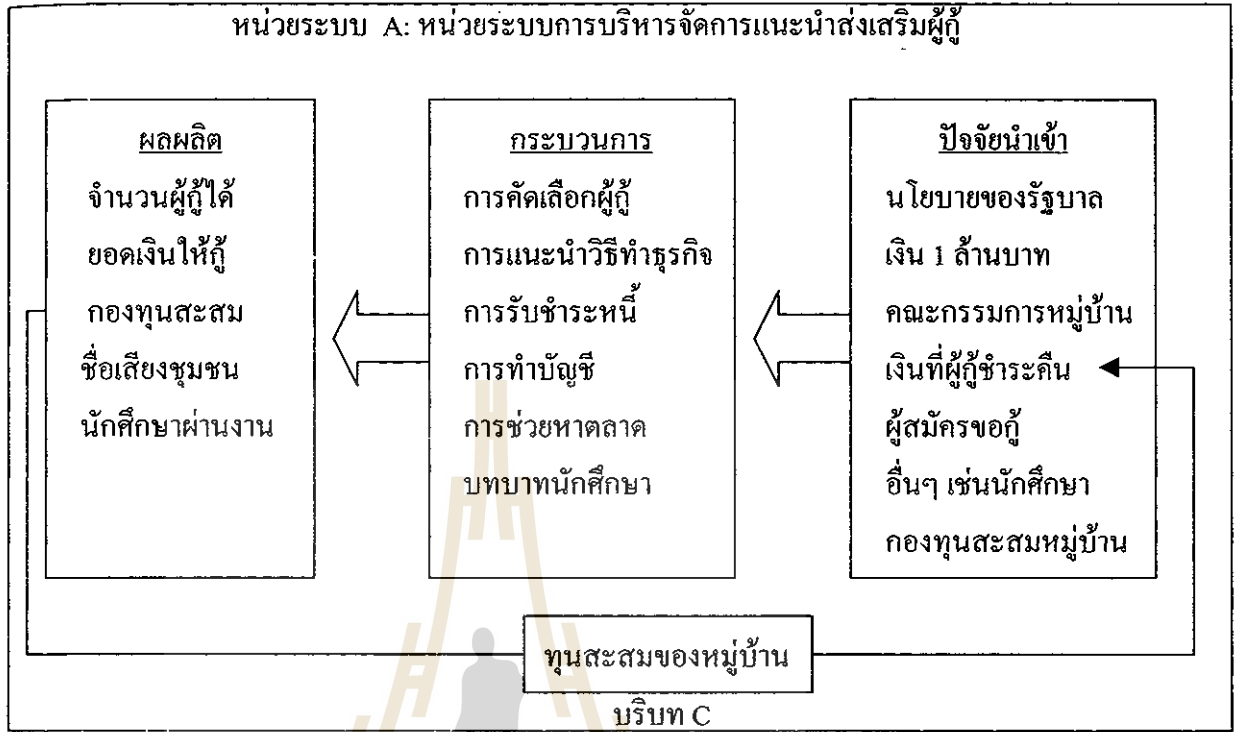 หน่วยระบบ A: หน่วยระบบการบริหารจัดการแนะนำส่งเสริมผู้กู้
ผลผลิต
จำนวนผู้กู้ได้
ยอดเงินให้กู้
กองทุนสะสม
ชื่อเสียงชุมชน
นักศึกษาผ่านงาน
กระบวนการ
การคัดเลือกผู้กู้
การแนะนำวิธีทำธุรกิจ
การรับชำระหนี้
การทำบัญชี
การช่วยหาตลาด
บทบาทนักศึกษา
ปัจจัยนำเข้า
นโยบายของรัฐบาล
เงิน 1 ล้านบาท
คณะกรรมการหมู่บ้าน
เงินที่ผู้กู้ชำระคืน
ผู้สมัครขอกู้
อื่นๆ เช่นนักศึกษา
กองทุนสะสมหมู่บ้าน
ทุนสะสมของหมู่บ้าน
บริบท C